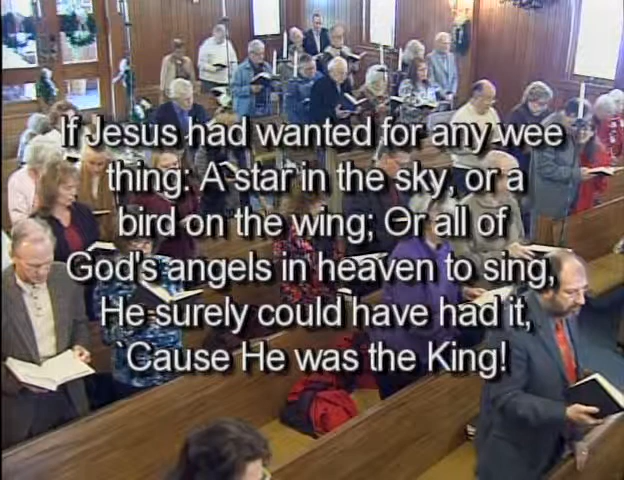 If Jesus had wanted for any wee
thing: A star in the sky, or a
bird on the wing; Or all of
God's angels in heaven to sing,
He surely could have had it,
`Cause He was the King!